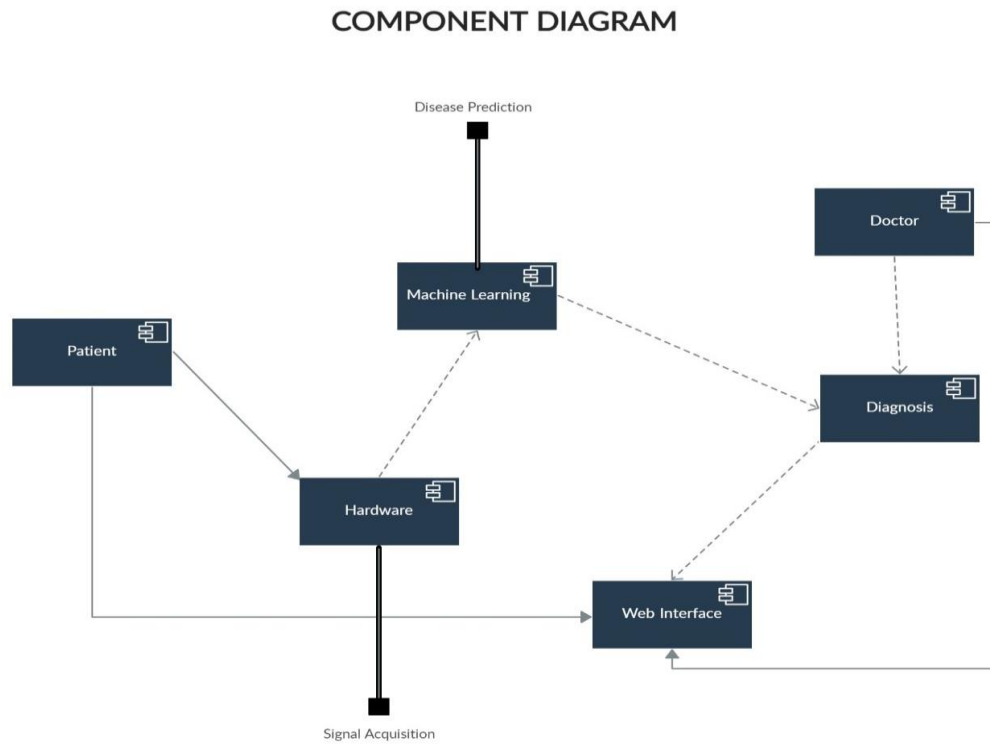 COMPONENT DIAGRAM
Disease Prediction
Doctor
Machine Learning
Patient
Diagnosis
Hardware
Web Interface
Signal Acquisition